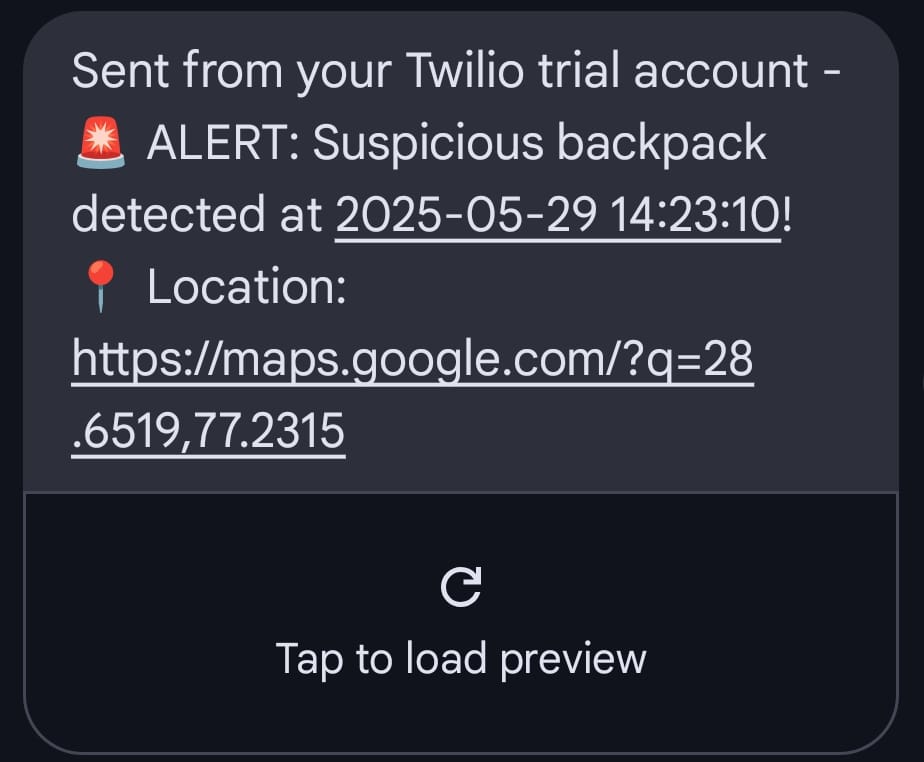 Sent from your Twilio trial account -
🚨 ALERT: Suspicious backpack
detected at 2025-05-29 14:23:10!
📍 Location:
https://maps.google.com/?q=28
.6519,77.2315
Tap to load preview